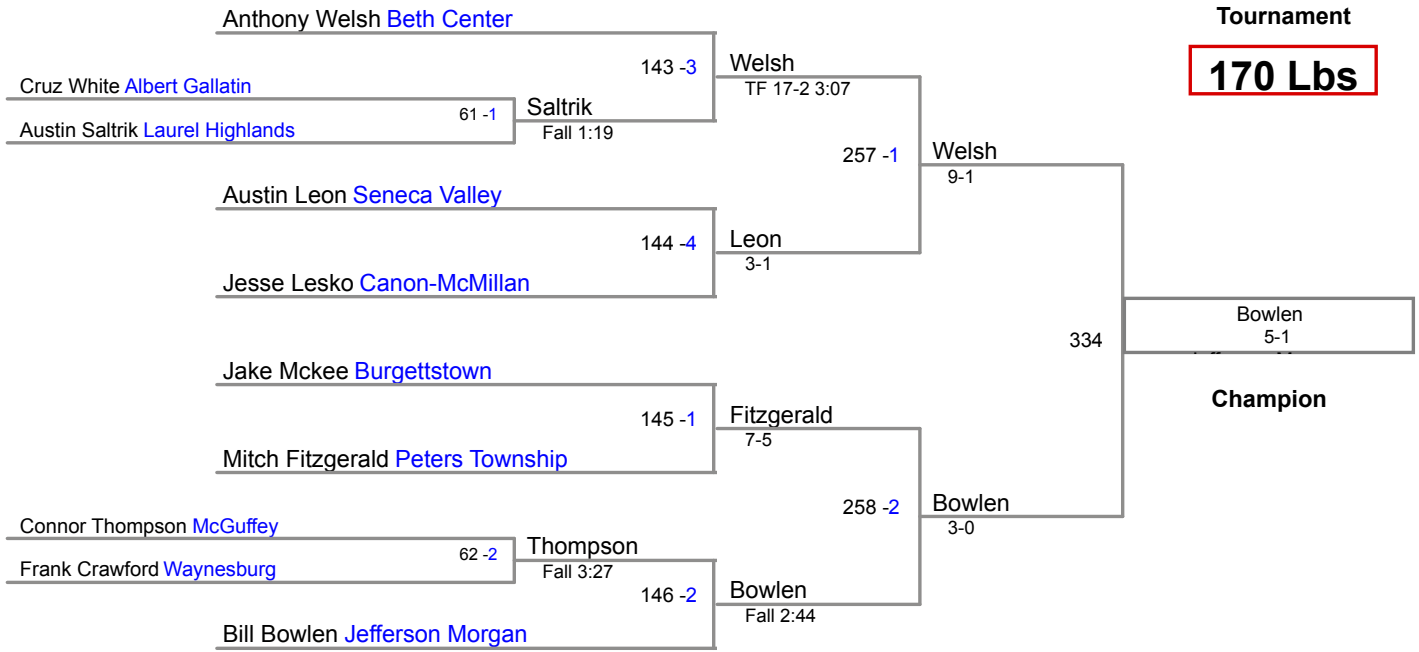 Anthony Welsh Beth Center
Tournament
143 -3
Welsh
TF 17-2 3:07
170 Lbs
Cruz White Albert Gallatin
61 -1
Saltrik
Fall 1:19
Austin Saltrik Laurel Highlands
257 -1
Welsh
9-1
Austin Leon Seneca Valley
144 -4
Leon
3-1
Jesse Lesko Canon-McMillan
334
Bowlen
5-1
Jake Mckee Burgettstown
Champion
145 -1
Fitzgerald
7-5
Mitch Fitzgerald Peters Township
258 -2
Bowlen
3-0
Connor Thompson McGuffey
62 -2
Thompson
Fall 3:27
Frank Crawford Waynesburg
146 -2
Bowlen
Fall 2:44
Bill Bowlen Jefferson Morgan